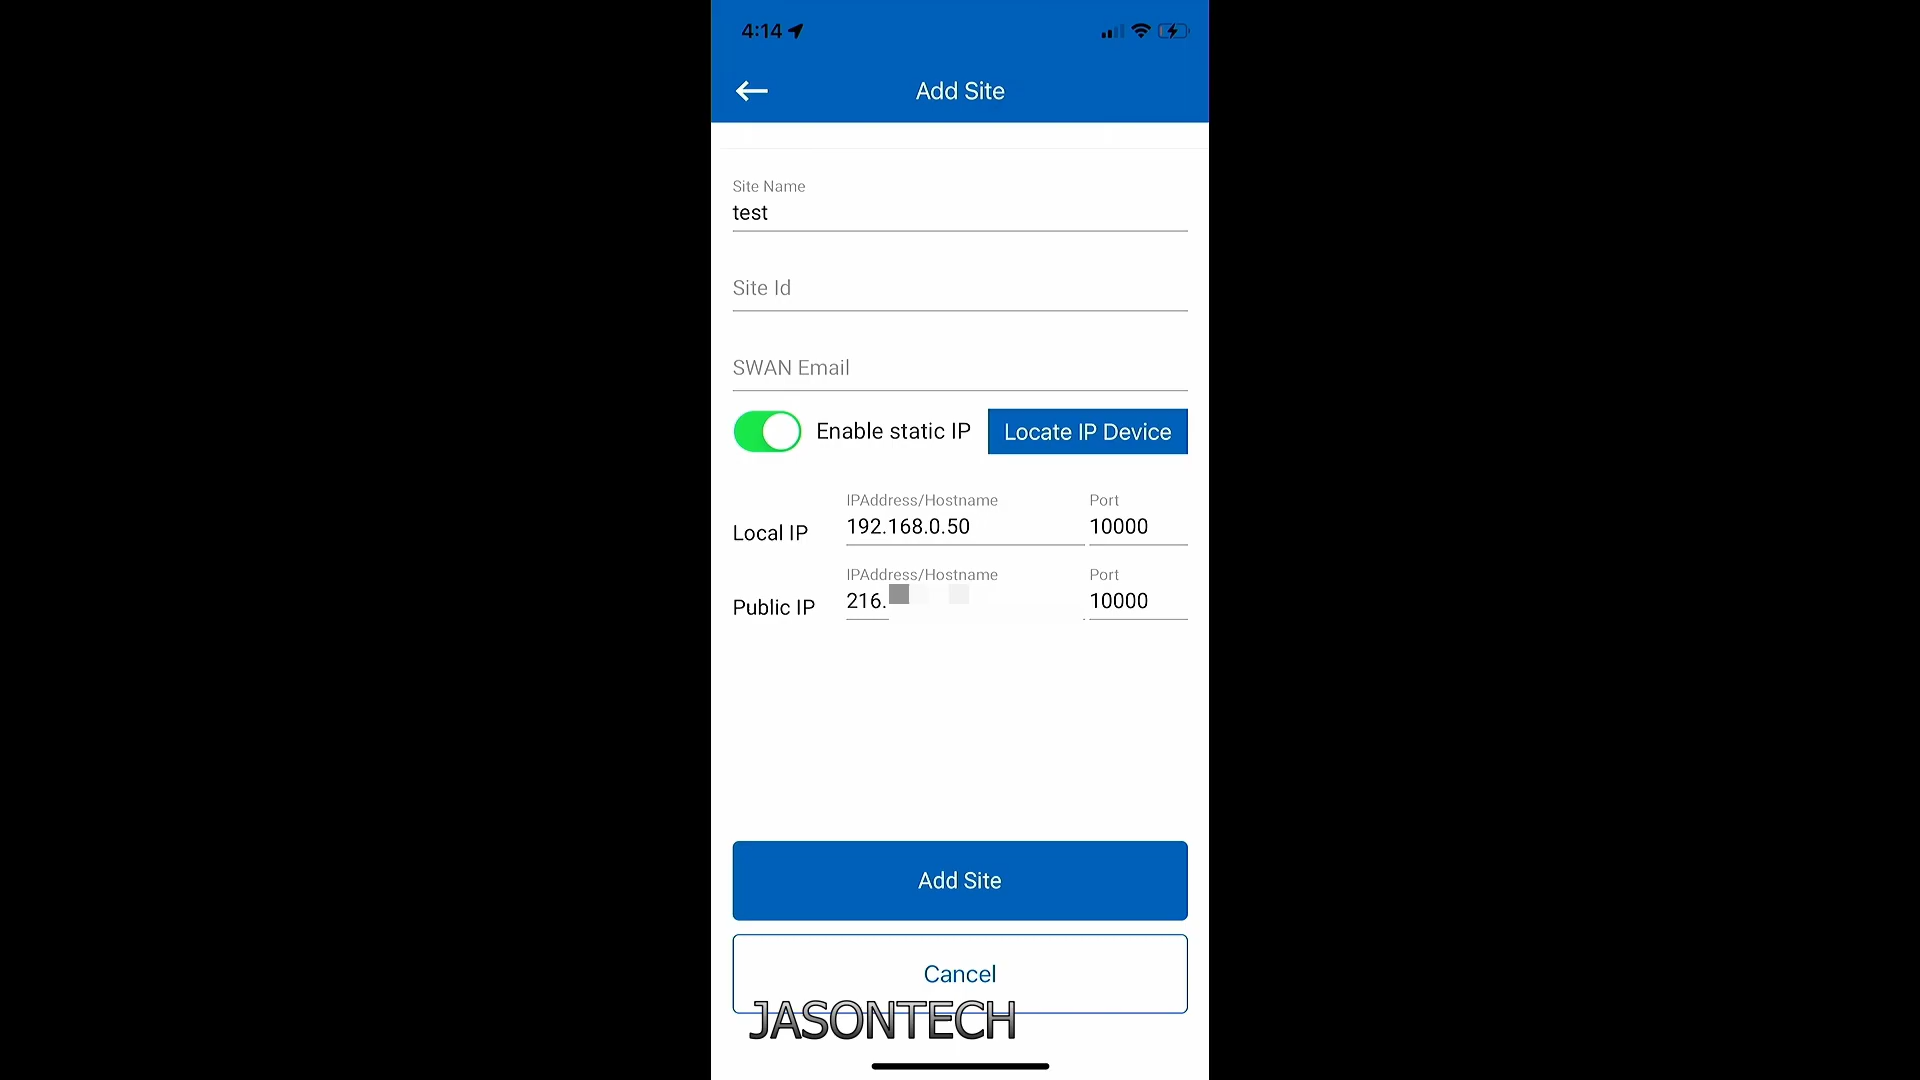 4:14
Add Site
Site Name
test
Site Id
SWAN Email
Enable static IP
Locate IP Device
IPAddress/Hostname Port
Local IP 192.168.0.50 10000
IPAddress/Hostname Port
Public IP 216. 10000
Add Site
Cancel
JASONTECH